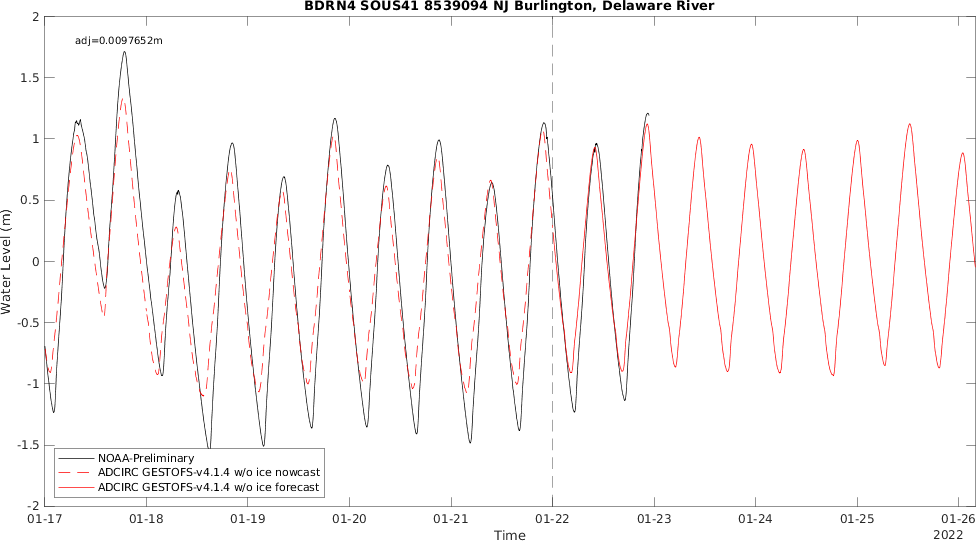 BDRN4 SOUS41 8539094 NJ Burlington, Delaware River
adj=0.0097652m
2
1.5
1
0.5
0
-0.5
-1
-1.5
-2
Water Level (m)
NOAA-Preliminary
ADCIRC GESTOFS-v4.1.4 w/o ice nowcast
ADCIRC GESTOFS-v4.1.4 w/o ice forecast
01-17 01-18 01-19 01-20 01-21 01-22 01-23 01-24 01-25 01-26
Time
2022